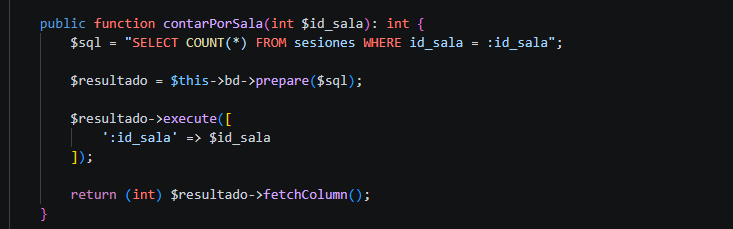 public function contarPorSala(int $id_sala): int {
$sql = "SELECT COUNT(*) FROM sesiones WHERE id_sala = :id_sala";
$resultado = $this->bd->prepare($sql);
$resultado->execute([
':id_sala' => $id_sala
]);
return (int) $resultado->fetchColumn();
}